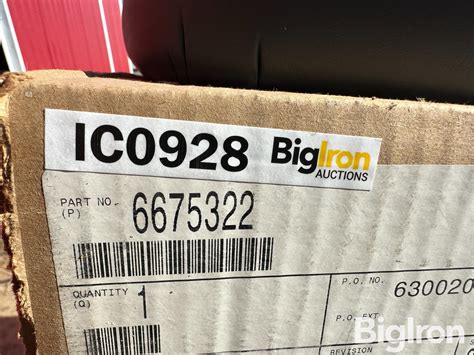 IC0928 BigIron
AUCTIONS
PART NO.
(P)
6675322
QUANTITY
(Q)
1
P.O. NO.
630020
P.O. EXT.
REVISION
BigIron